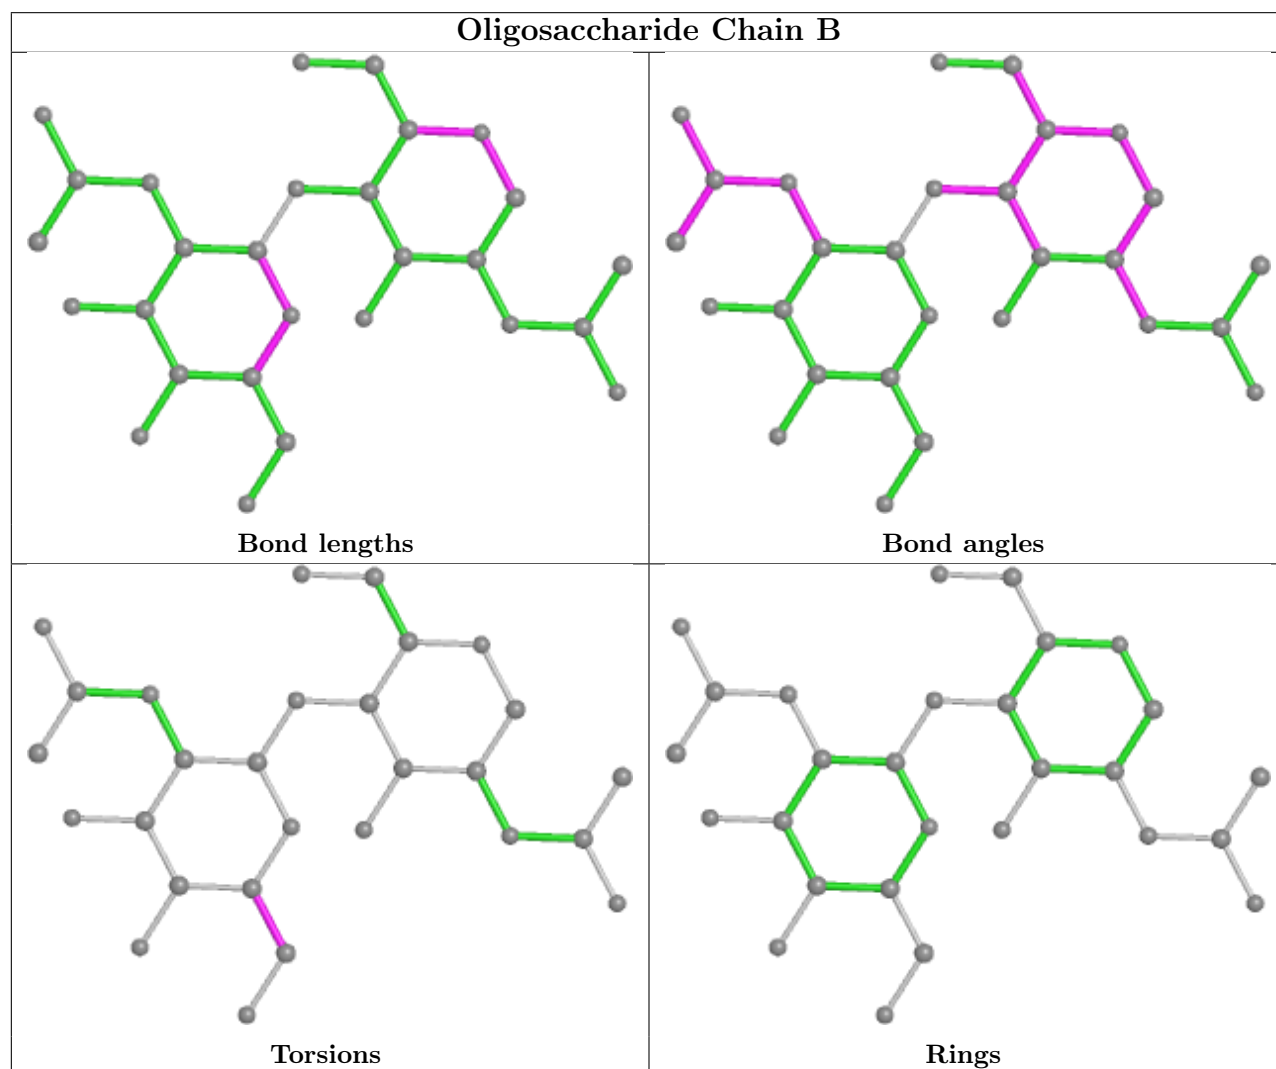 Oligosaccharide Chain B
Bond lengths
Bond angles
Torsions
Rings